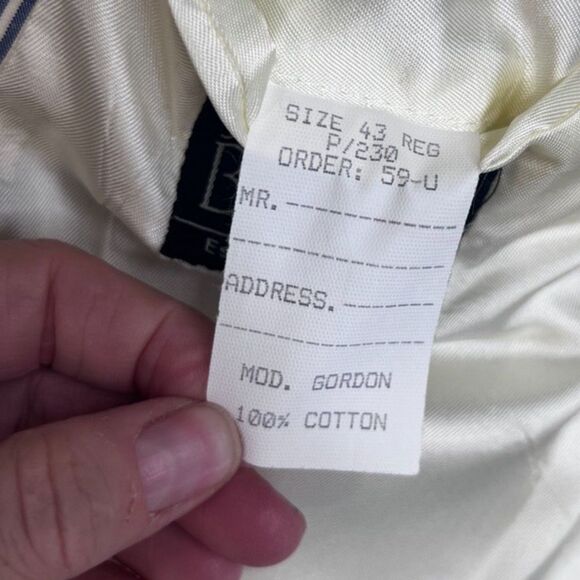 SIZE 43 REG
P/230
ORDER: 59-U
MR.
ADDRESS.
MOD. GORDON
100% COTTON